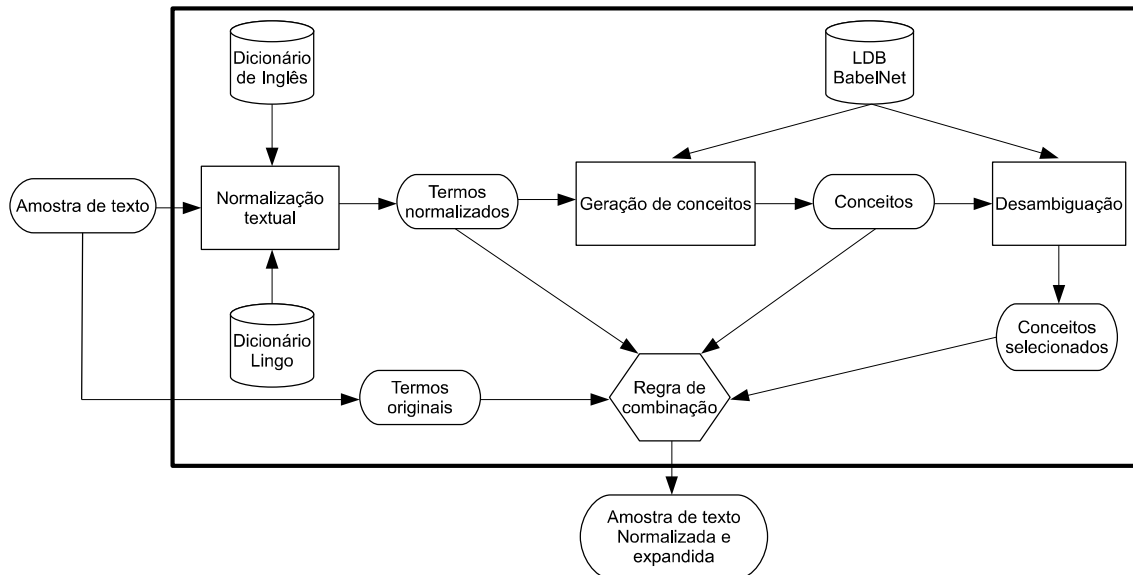 Dicionário
de Inglês
LDB
BabelNet
Amostra de texto
Normalização
textual
Termos
normalizados
Geração de conceitos
Conceitos
Desambiguação
Dicionário
Lingo
Termos
originais
Regra de
combinação
Conceitos
selecionados
Amostra de texto
Normalizada e
expandida